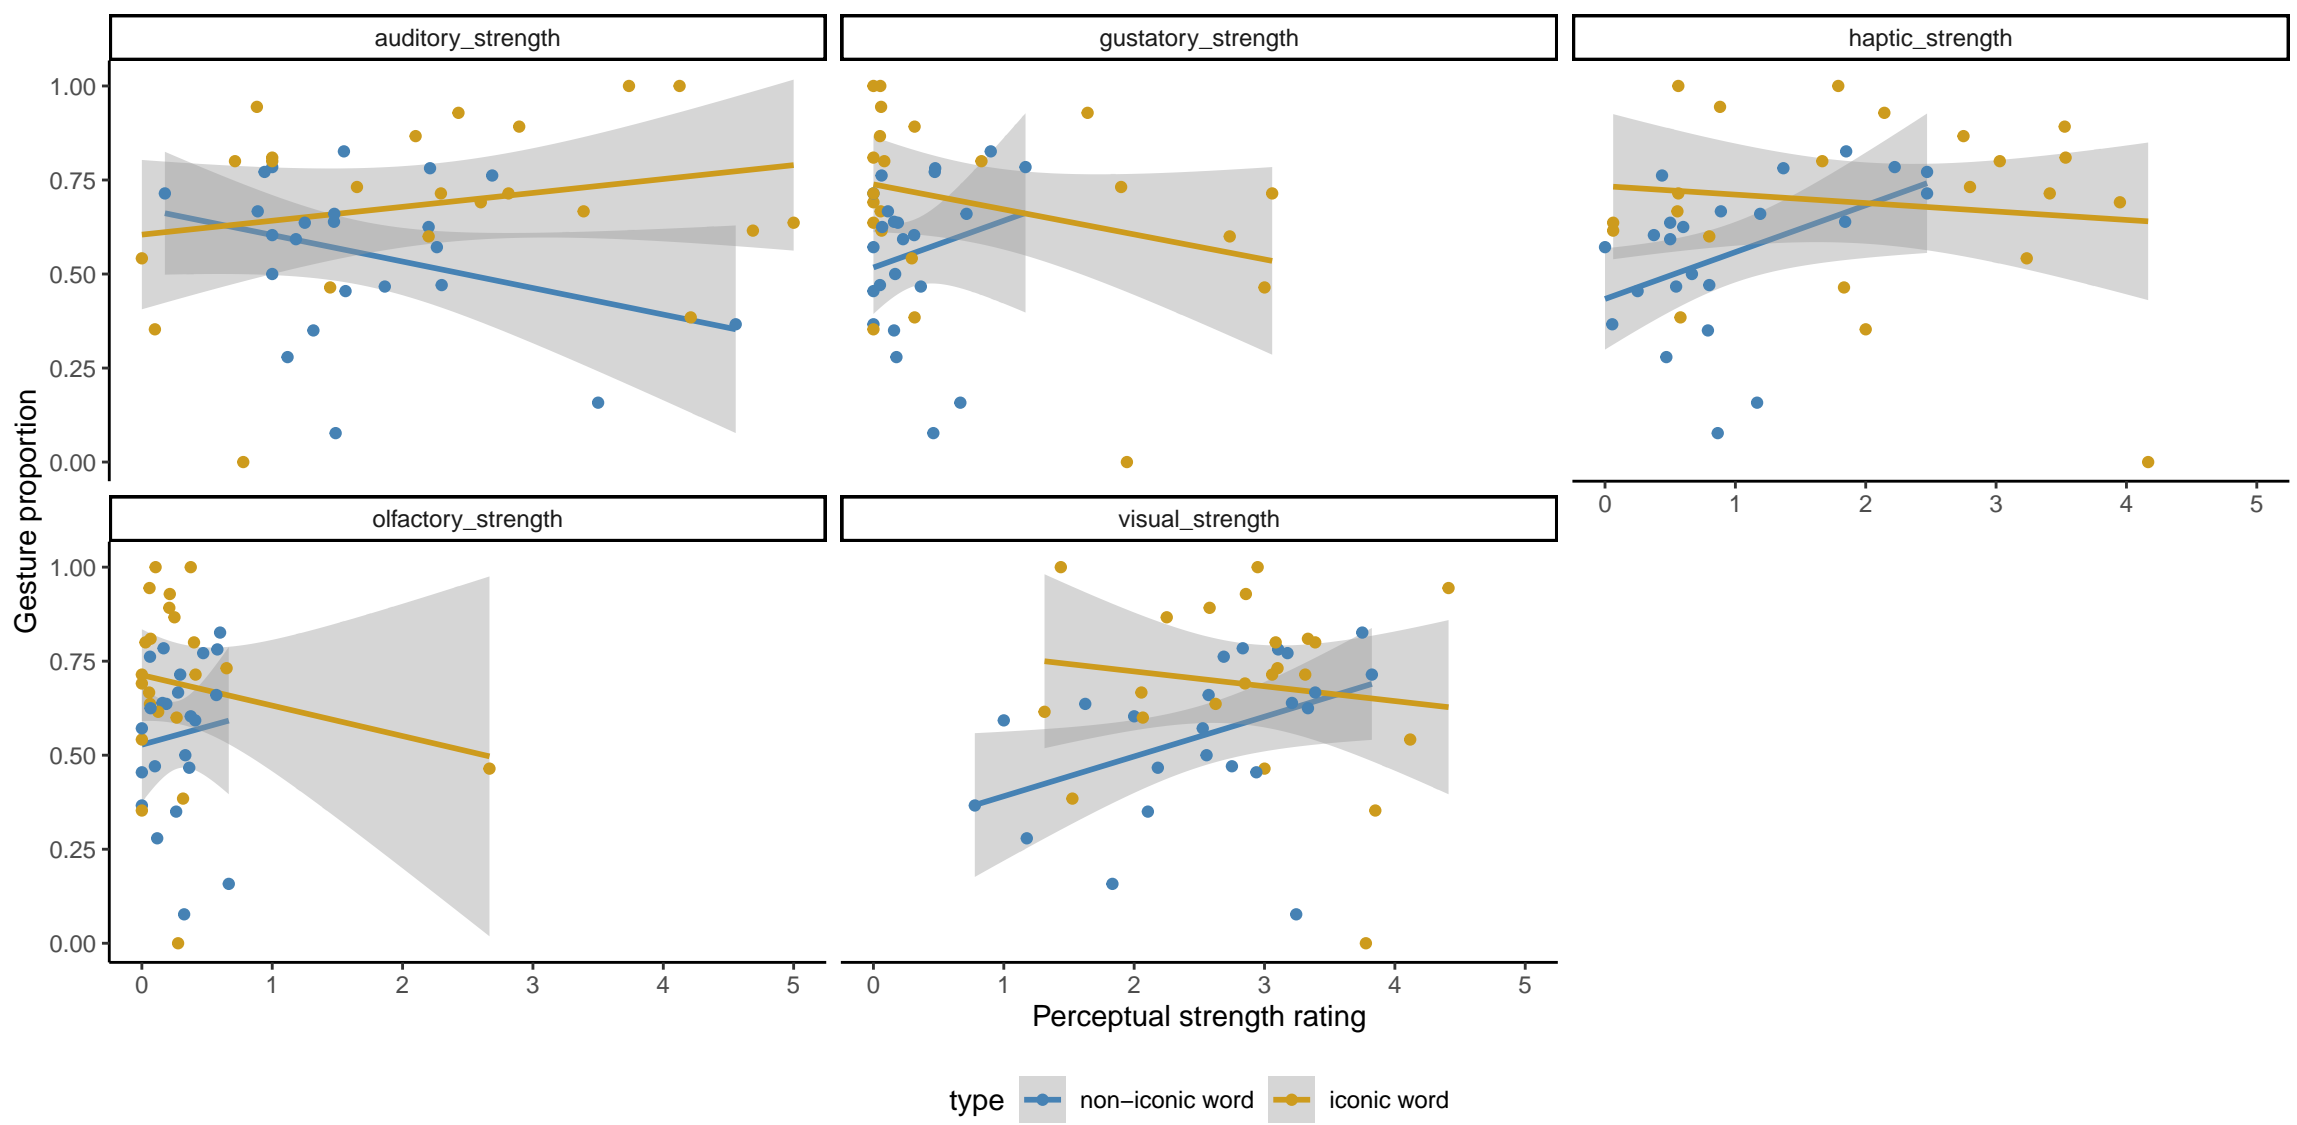 auditory_strength
gustatory_strength
haptic_strength
1.00
0.75
0.50
0.25
0.00
0 1 2 3 4 5
olfactory_strength
visual_strength
1.00
0.75
0.50
0.25
0.00
0 1 2 3 4 5
0 1 2 3 4 5
Gesture proportion
Perceptual strength rating
type non−iconic word iconic word